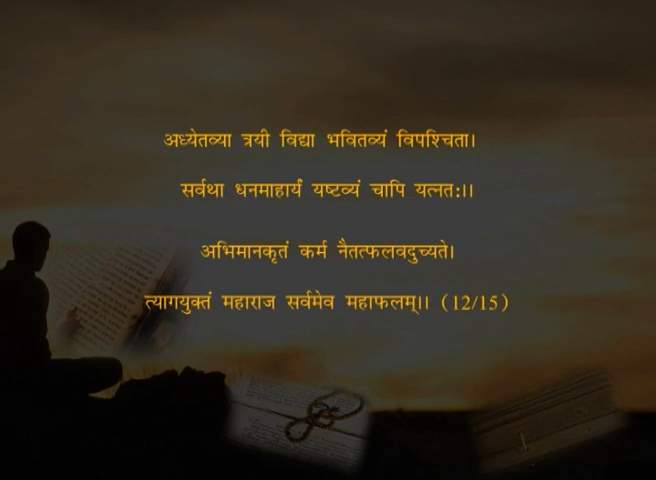 अध्येतव्या त्रयी विद्या भवितव्यं विपश्चिता।
सर्वथा धनमाहार्यं यष्टव्यं चापि यत्नतः।।
अभिमानकृतं कर्म नैतत्फलवदुच्यते।
त्यागयुक्तं महाराज सर्वमेव महाफलम्।। (12/15)